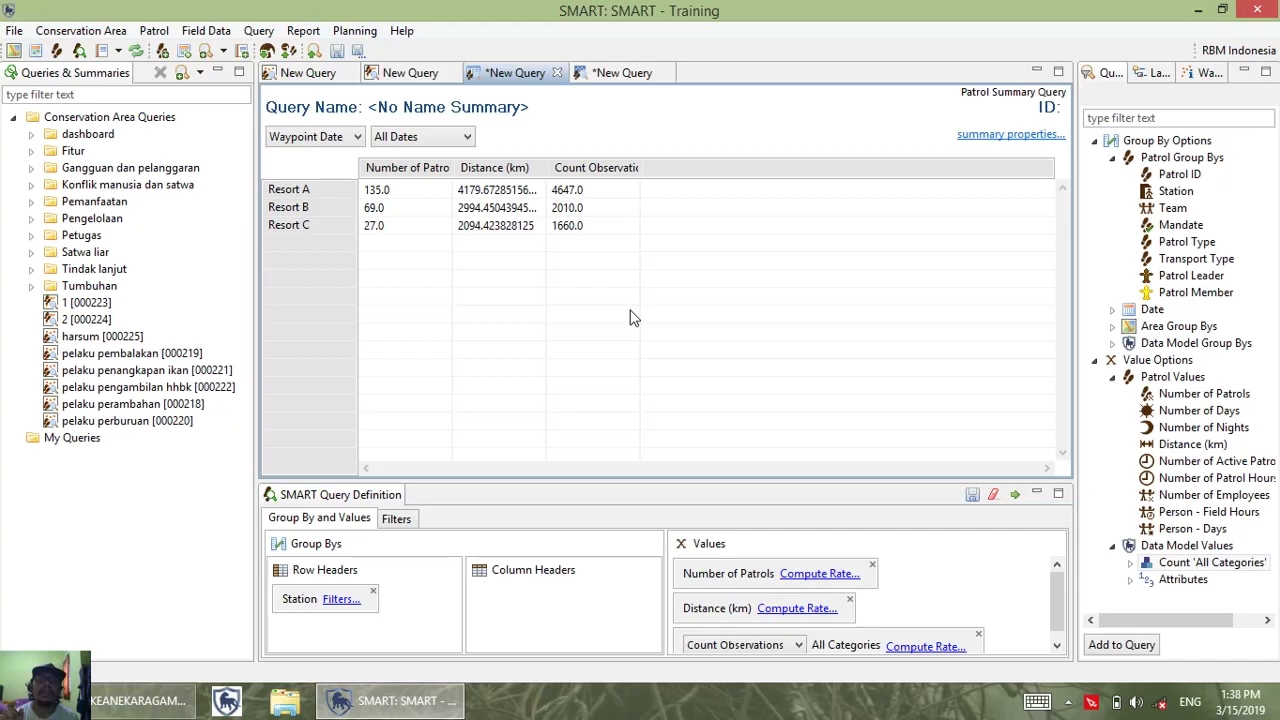 SMART: SMART - Training
File Conservation Area Patrol Field Data Query Report Planning Help
RBM Indonesia
Queries & Summaries
type filter text
Conservation Area Queries
dashboard
Fitur
Gangguan dan pelanggaran
Konflik manusia dan satwa
Pemanfaatan
Pengelolaan
Petugas
Satwa liar
Tindak lanjut
Tumbuhan
1 [000223]
2 [000224]
harsum [000225]
pelaku pembalakan [000219]
pelaku penangkapan ikan [000221]
pelaku pengambilan hhbk [000222]
pelaku perambahan [000218]
pelaku perburuan [000220]
My Queries
New Query New Query *New Query *New Query
Patrol Summary Query
Query Name: <No Name Summary> ID:
Waypoint Date All Dates summary properties...
Number of Patro Distance (km) Count Observatio
Resort A 135.0 4179.67285156... 4647.0
Resort B 69.0 2994.45043945... 2010.0
Resort C 27.0 2094.423828125 1660.0
SMART Query Definition
Group By and Values Filters
Group Bys
Row Headers Column Headers
Station Filters...
Values
Number of Patrols Compute Rate...
Distance (km) Compute Rate...
Count Observations All Categories Compute Rate...
Qu... La... Wa...
type filter text
Group By Options
Patrol Group Bys
Patrol ID
Station
Team
Mandate
Patrol Type
Transport Type
Patrol Leader
Patrol Member
Date
Area Group Bys
Data Model Group Bys
Value Options
Patrol Values
Number of Patrols
Number of Days
Number of Nights
Distance (km)
Number of Active Patro
Number of Patrol Hour
Number of Employees
Person - Field Hours
Person - Days
Data Model Values
Count 'All Categories'
Attributes
Add to Query
KEANEKARAGAM... SMART: SMART - ...
ENG
1:38 PM
3/15/2019